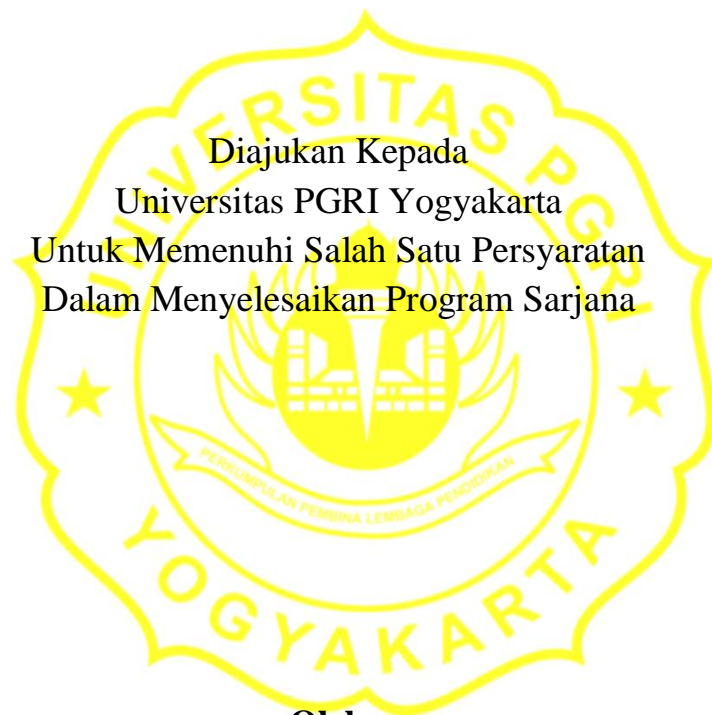 UNIVERSITAS PGRI
Diajukan Kepada
Universitas PGRI Yogyakarta
Untuk Memenuhi Salah Satu Persyaratan
Dalam Menyelesaikan Program Sarjana
PERKUMPULAN PEMBINA LEMBAGA PENDIDIKAN
YOGYAKARTA